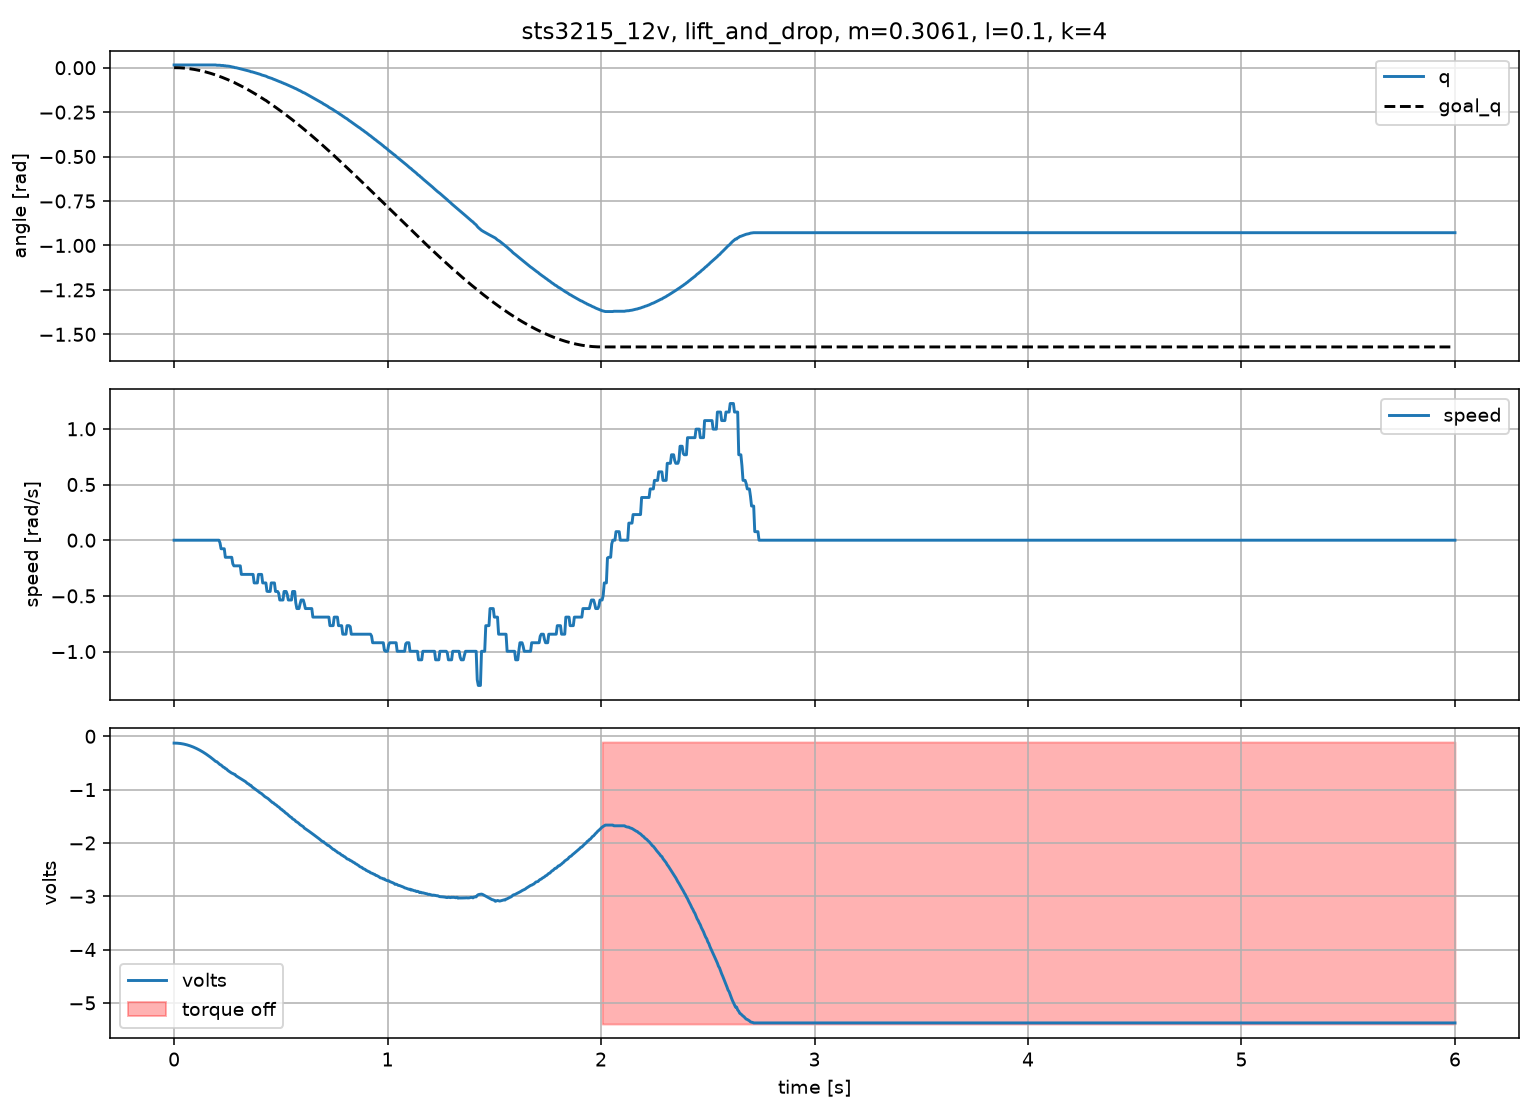 sts3215_12v, lift_and_drop, m=0.3061, l=0.1, k=4
0.00
−0.25
−0.50
−0.75
−1.00
−1.25
−1.50
angle [rad]
q
goal_q
1.0
0.5
0.0
−0.5
−1.0
speed [rad/s]
speed
0
−1
−2
−3
−4
−5
volts
volts
torque off
0 1 2 3 4 5 6
time [s]